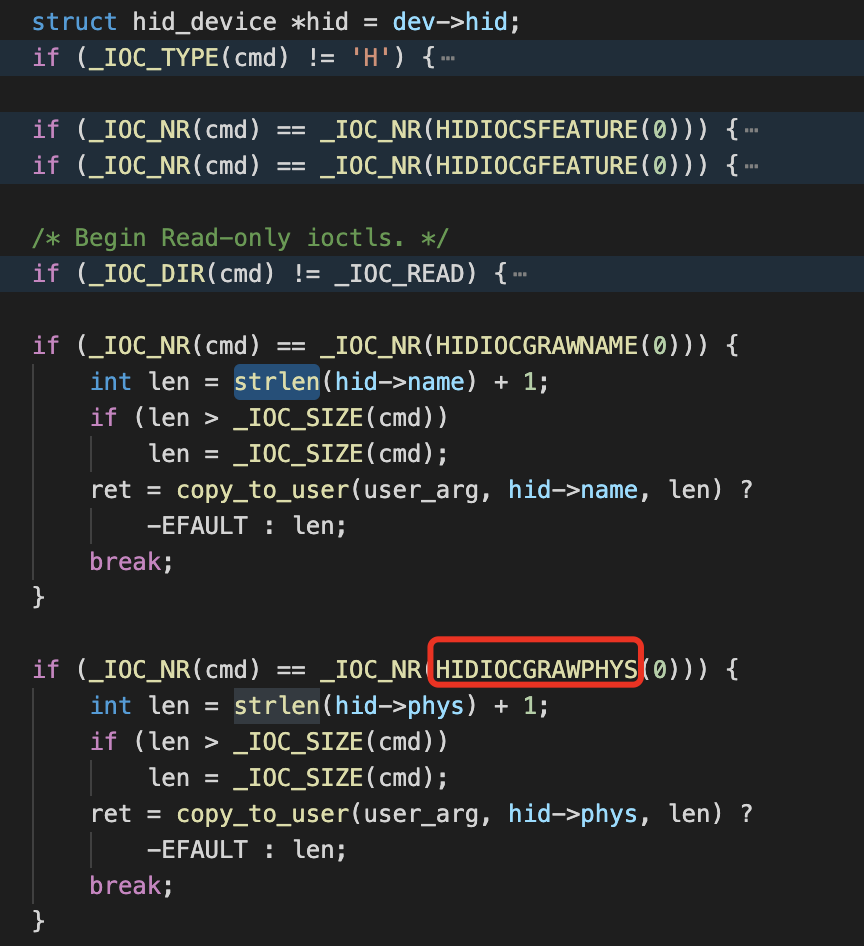 struct hid_device *hid = dev->hid;
if (_IOC_TYPE(cmd) != 'H') {⋯
if (_IOC_NR(cmd) == _IOC_NR(HIDIOCSFEATURE(0))) {⋯
if (_IOC_NR(cmd) == _IOC_NR(HIDIOCGFEATURE(0))) {⋯
/* Begin Read-only ioctls. */
if (_IOC_DIR(cmd) != _IOC_READ) {⋯
if (_IOC_NR(cmd) == _IOC_NR(HIDIOCGRAWNAME(0))) {
int len = strlen(hid->name) + 1;
if (len > _IOC_SIZE(cmd))
len = _IOC_SIZE(cmd);
ret = copy_to_user(user_arg, hid->name, len) ?
-EFAULT : len;
break;
}
if (_IOC_NR(cmd) == _IOC_NR(HIDIOCGRAWPHYS(0))) {
int len = strlen(hid->phys) + 1;
if (len > _IOC_SIZE(cmd))
len = _IOC_SIZE(cmd);
ret = copy_to_user(user_arg, hid->phys, len) ?
-EFAULT : len;
break;
}